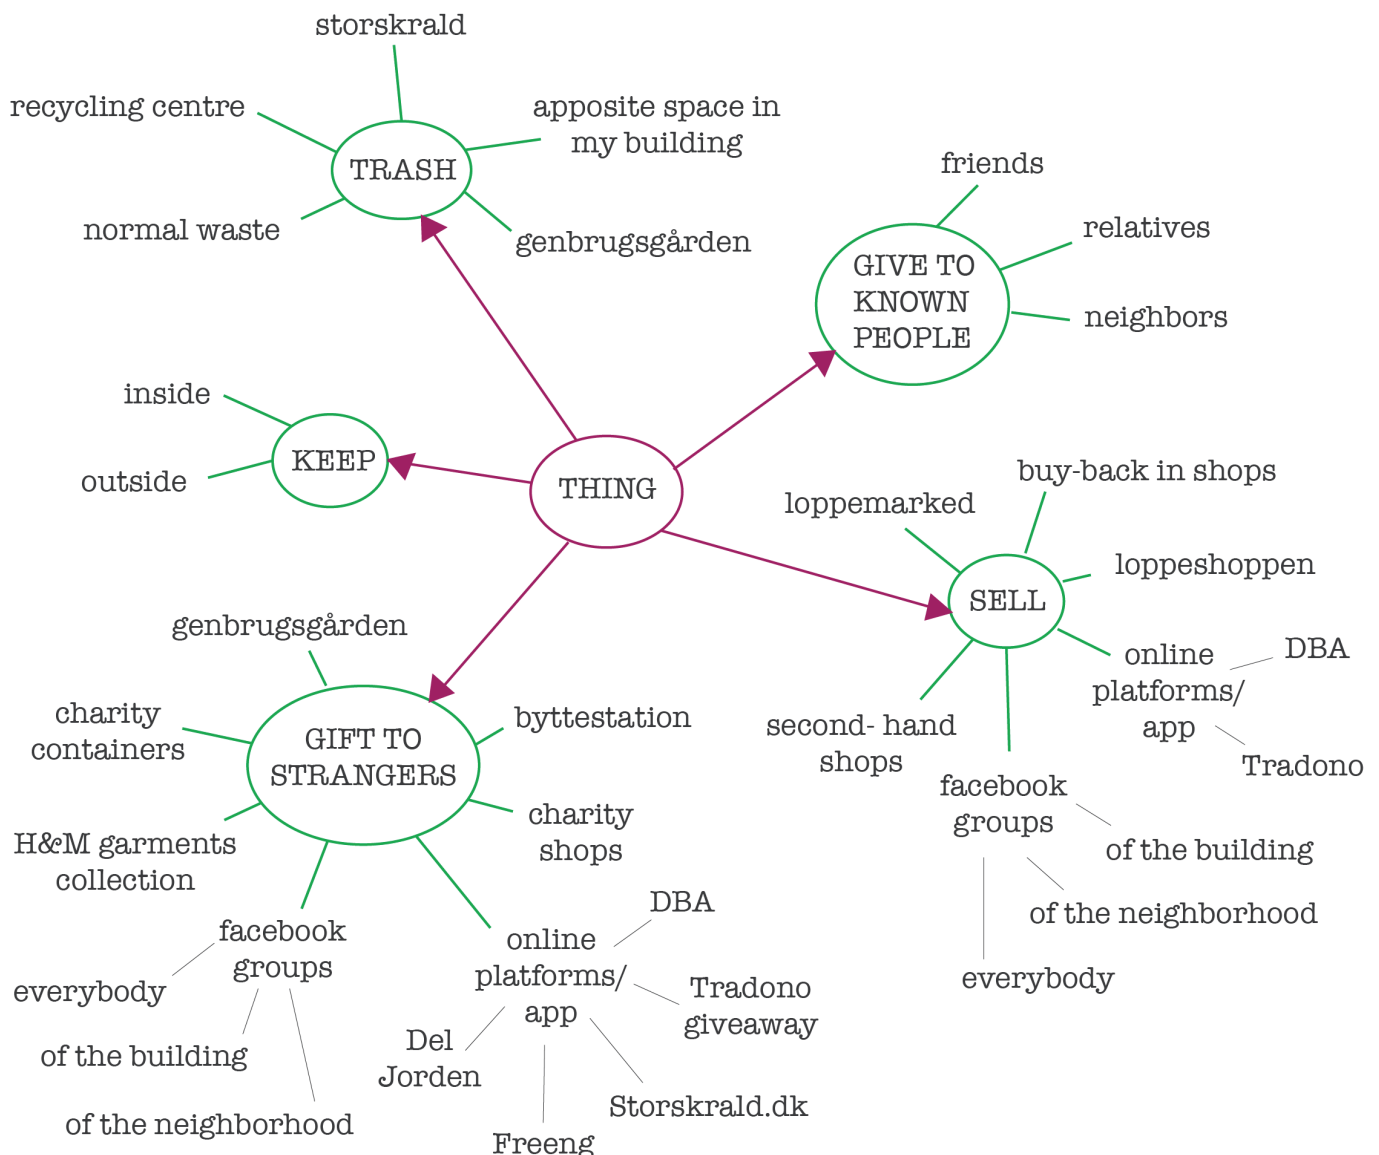 storskrald
recycling centre
apposite space in
my building
TRASH
normal waste
genbrugsgården
friends
relatives
GIVE TO
KNOWN
PEOPLE
neighbors
inside
KEEP
outside
THING
buy-back in shops
loppemarked
loppeshoppen
SELL
online
platforms/
app
DBA
Tradono
second- hand
shops
facebook
groups
of the building
of the neighborhood
everybody
genbrugsgården
charity
containers
GIFT TO
STRANGERS
byttestation
charity
shops
H&M garments
collection
facebook
groups
everybody
of the building
of the neighborhood
online
platforms/
app
DBA
Tradono
giveaway
Del
Jorden
Storskrald.dk
Freeng